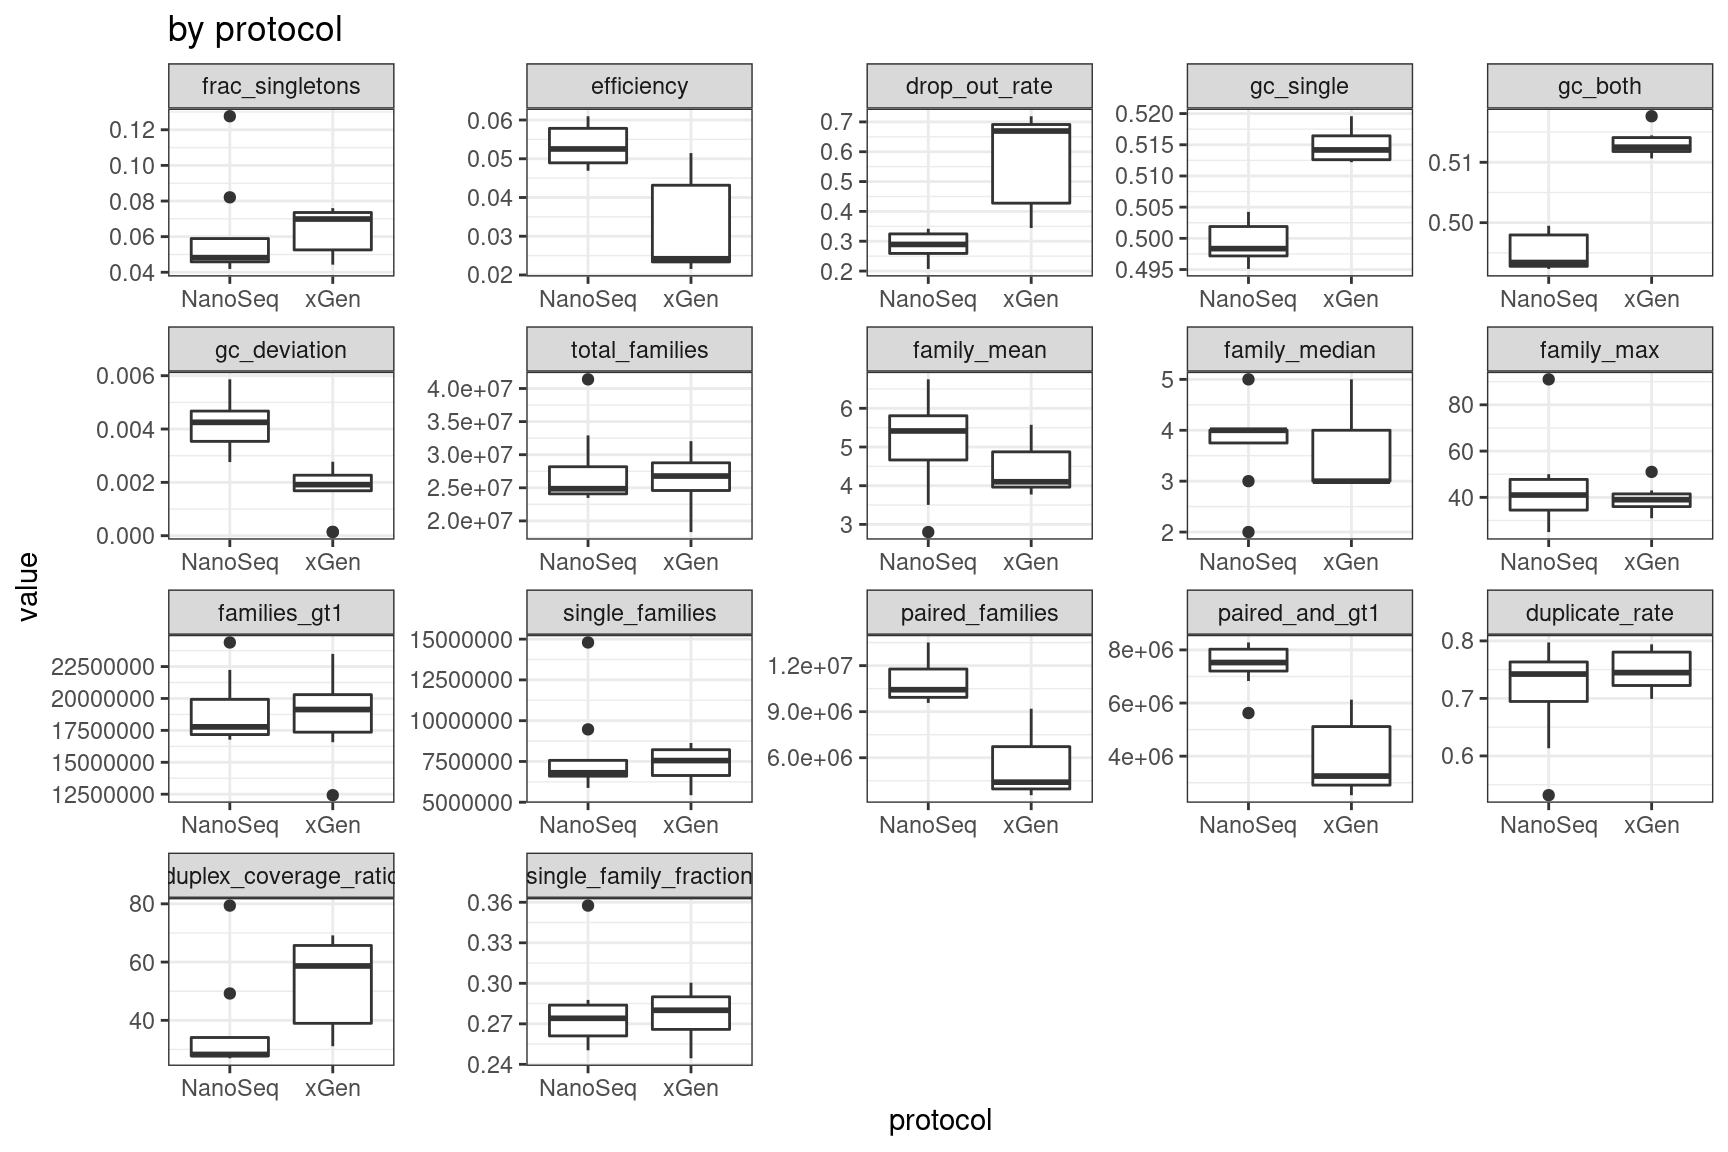 by protocol
frac_singletons efficiency drop_out_rate gc_single gc_both
0.12 0.10 0.08 0.06 0.04
0.06 0.05 0.04 0.03 0.02
0.7 0.6 0.5 0.4 0.3 0.2
0.520 0.515 0.510 0.505 0.500 0.495
0.51 0.50
NanoSeq xGen NanoSeq xGen NanoSeq xGen NanoSeq xGen NanoSeq xGen
gc_deviation total_families family_mean family_median family_max
0.006 0.004 0.002 0.000
4.0e+07 3.5e+07 3.0e+07 2.5e+07 2.0e+07
6 5 4 3
5 4 3 2
80 60 40
NanoSeq xGen NanoSeq xGen NanoSeq xGen NanoSeq xGen NanoSeq xGen
value
families_gt1 single_families paired_families paired_and_gt1 duplicate_rate
22500000 20000000 17500000 15000000 12500000
15000000 12500000 10000000 7500000 5000000
1.2e+07 9.0e+06 6.0e+06
8e+06 6e+06 4e+06
0.8 0.7 0.6
NanoSeq xGen NanoSeq xGen NanoSeq xGen NanoSeq xGen NanoSeq xGen
duplex_coverage_ratio single_family_fraction
80 60 40
0.36 0.33 0.30 0.27 0.24
NanoSeq xGen NanoSeq xGen
protocol